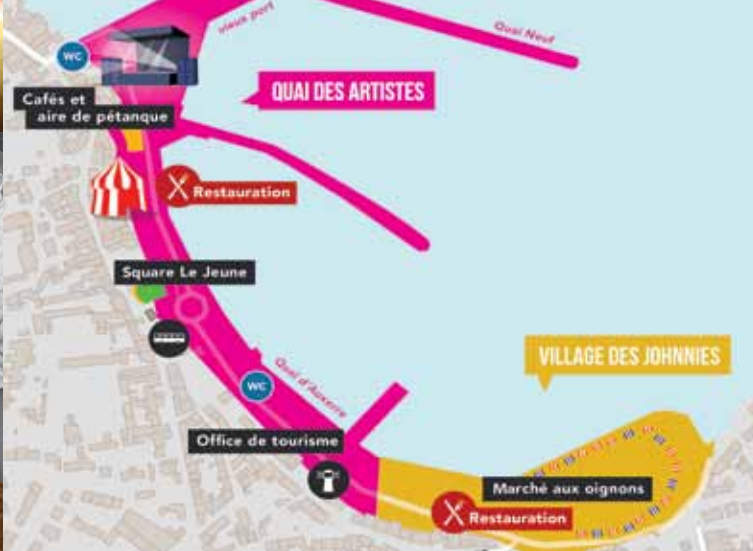 vieux port
Quai Neuf
WC
QUAI DES ARTISTES
Cafés et
aire de pétanque
Restauration
Square Le Jeune
VILLAGE DES JOHNNIES
Quai d'Auxerre
WC
Office de tourisme
Marché aux oignons
Restauration